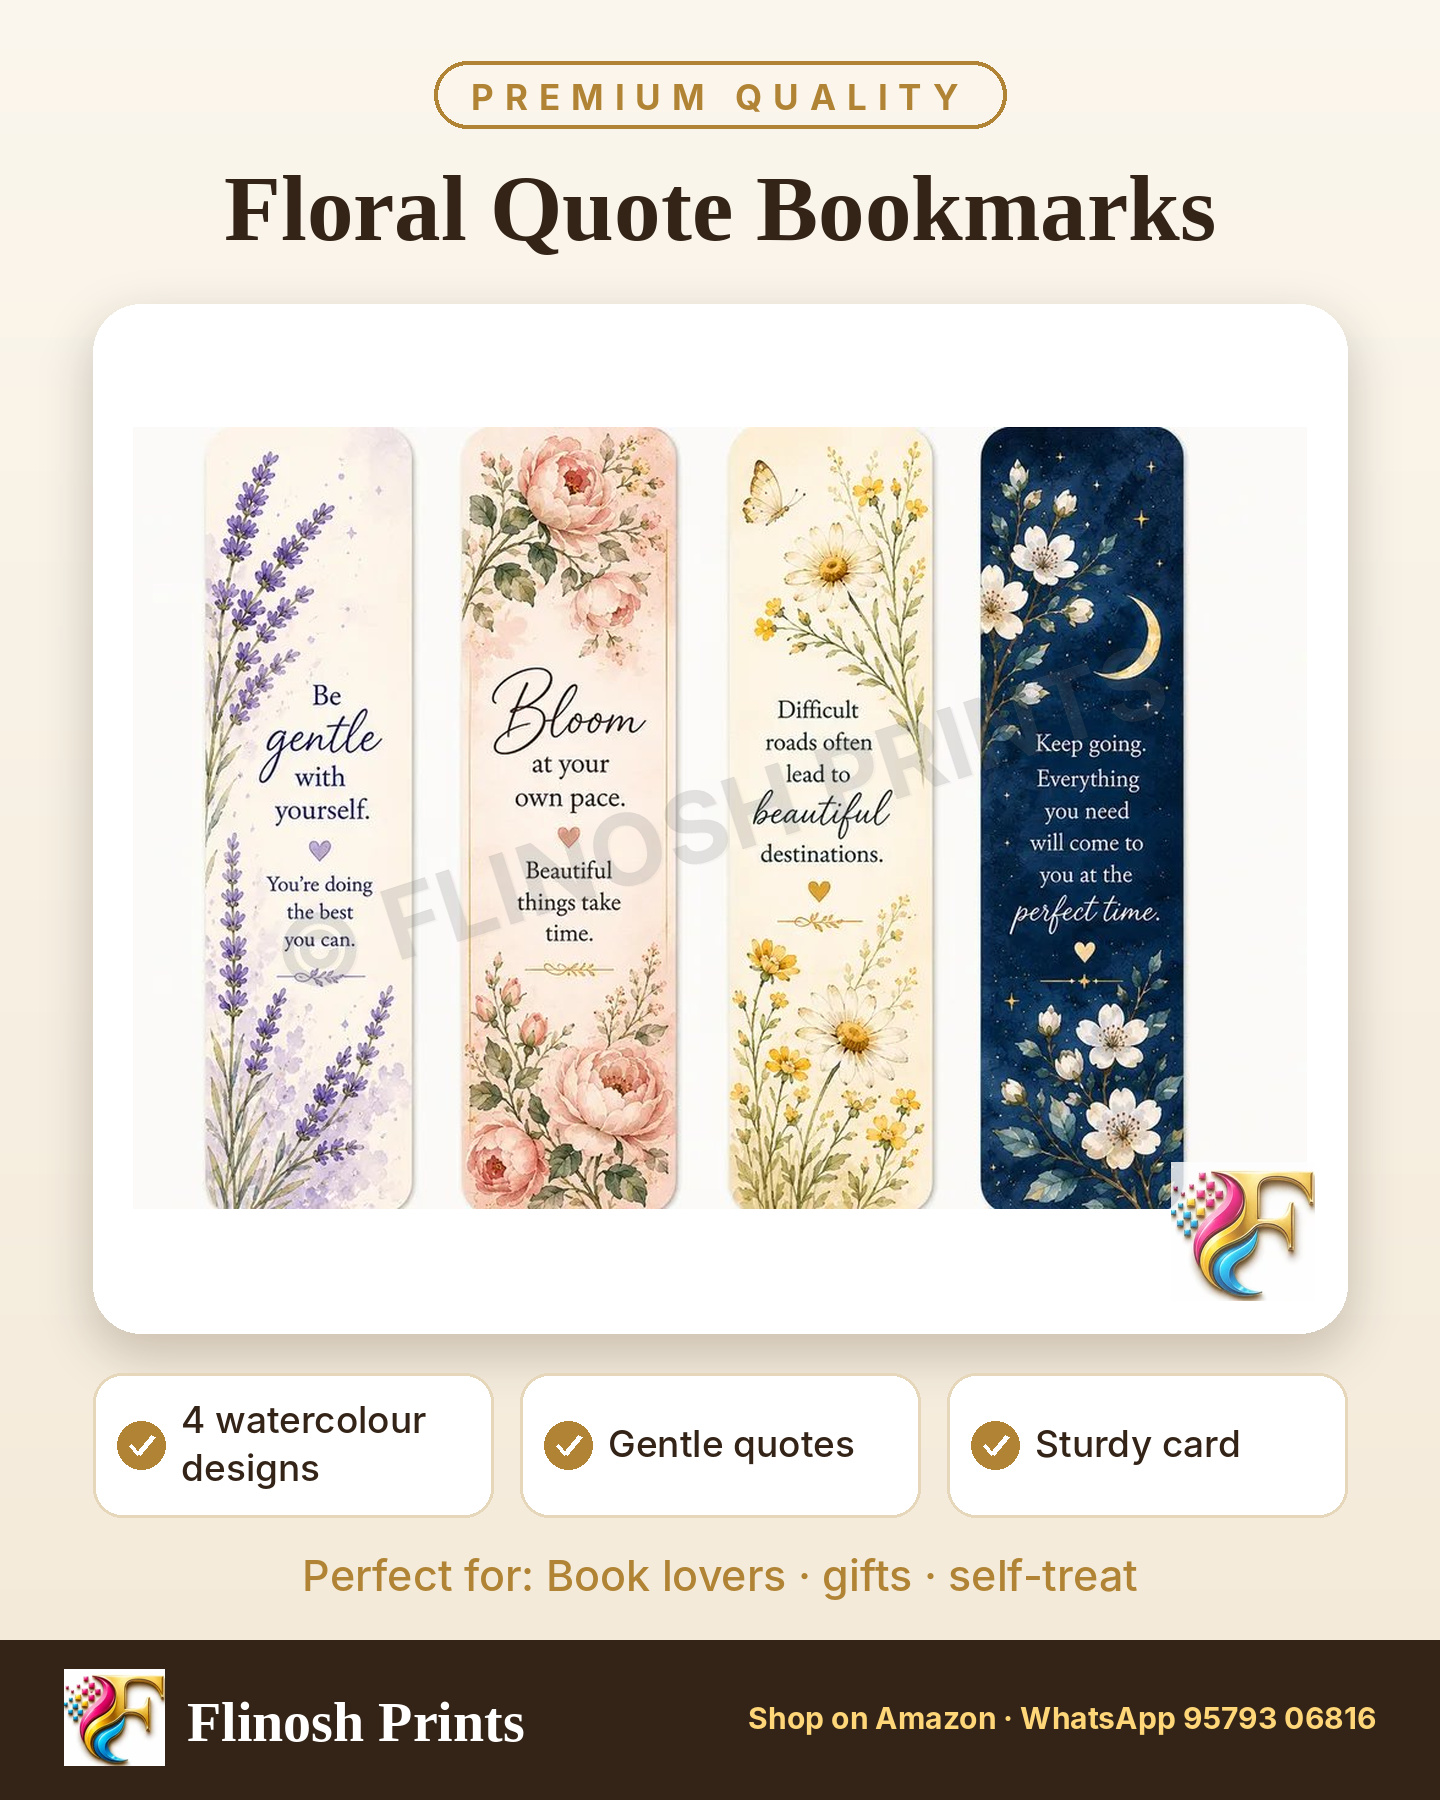 PREMIUM QUALITY
Floral Quote Bookmarks
Be
gentle
with
yourself.
You're doing
the best
you can.
Bloom
at your
own pace.
Beautiful
things take
time.
Difficult
roads often
lead to
beautiful
destinations.
Keep going.
Everything
you need
will come to
you at the
perfect time.
© FLINOSH PRINTS
F
4 watercolour
designs
Gentle quotes
Sturdy card
Perfect for: Book lovers · gifts · self-treat
F
Flinosh Prints
Shop on Amazon · WhatsApp 95793 06816